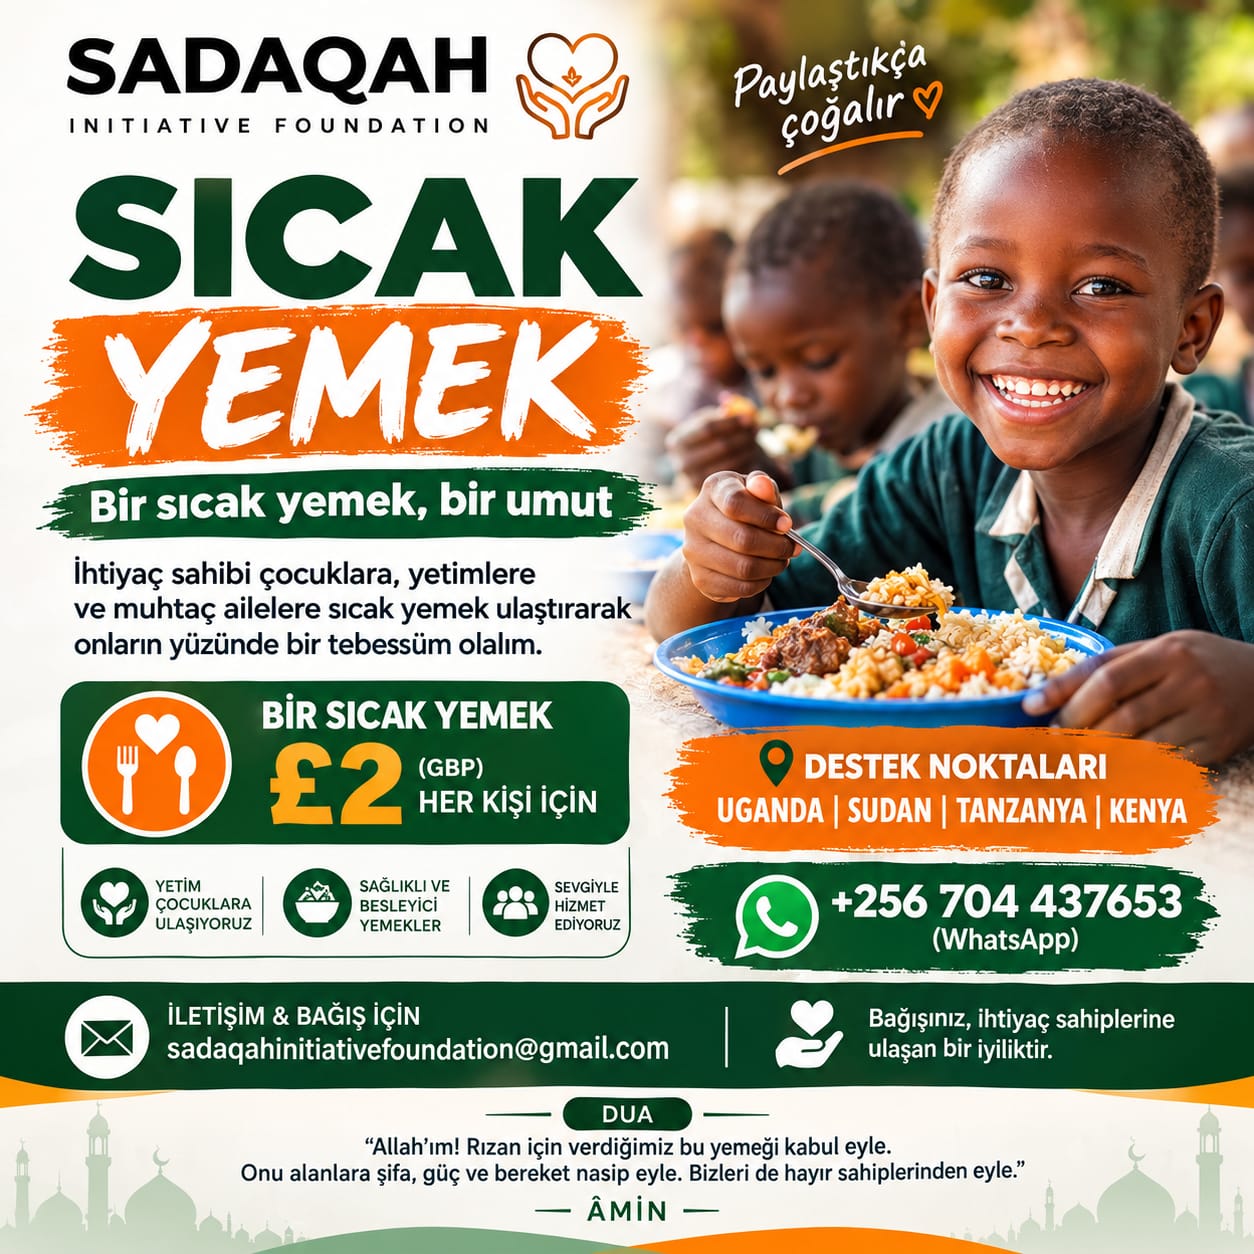 SADAQAH
INITIATIVE FOUNDATION
Paylaştıkça
çoğalır
SICAK
YEMEK
Bir sıcak yemek, bir umut
İhtiyaç sahibi çocuklara, yetimlere
ve muhtaç ailelere sıcak yemek ulaştırarak
onların yüzünde bir tebessüm olalım.
BİR SICAK YEMEK
£2 (GBP)
HER KİŞİ İÇİN
YETİM
ÇOCUKLARA
ULAŞIYORUZ
SAĞLIKLI VE
BESLEYİCİ
YEMEKLER
SEVGİYLE
HİZMET
EDİYORUZ
DESTEK NOKTALARI
UGANDA | SUDAN | TANZANYA | KENYA
+256 704 437653
(WhatsApp)
İLETİŞİM & BAĞIŞ İÇİN
sadaqahinitiativefoundation@gmail.com
Bağışınız, ihtiyaç sahiplerine
ulaşan bir iyiliktir.
DUA
“Allah’ım! Rızan için verdiğimiz bu yemeği kabul eyle.
Onu alanlara şifa, güç ve bereket nasip eyle. Bizleri de hayır sahiplerinden eyle.”
ÂMİN